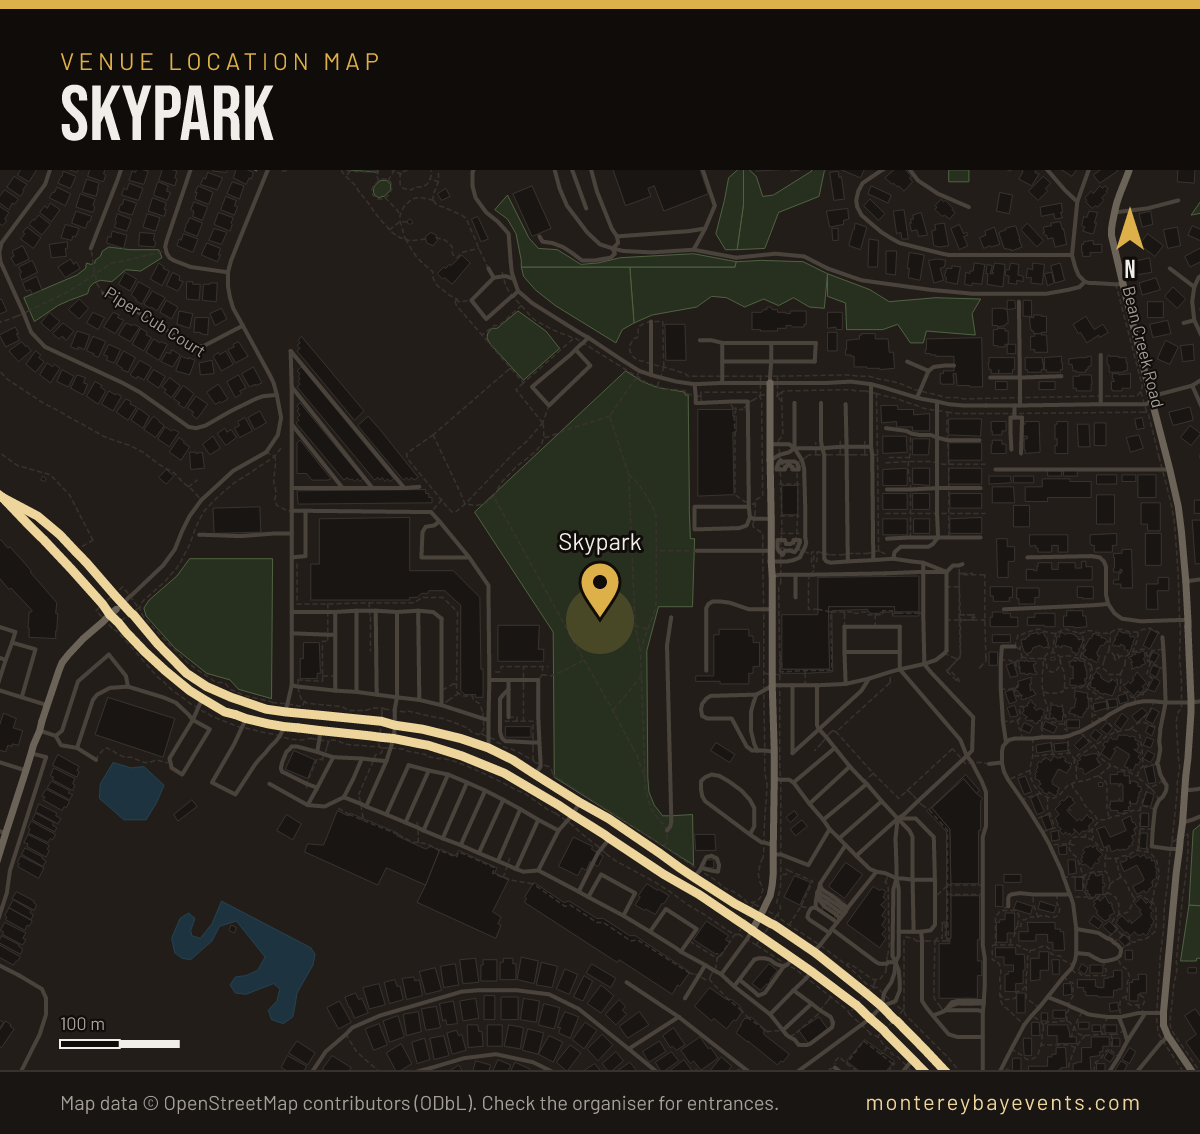 VENUE LOCATION MAP
SKYPARK
N
Piper Cub Court
Bean Creek Road
Skypark
100 m
Map data © OpenStreetMap contributors (ODbL). Check the organiser for entrances.
montereybayevents.com